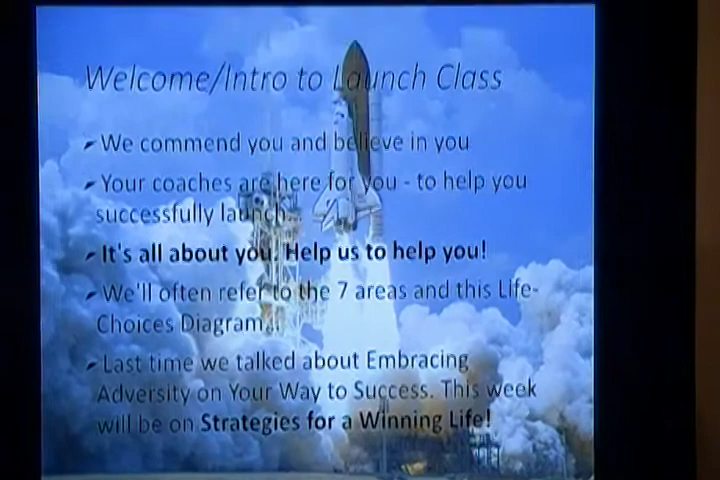 Welcome/Intro to Launch Class
We commend you and believe in you
Your coaches are here for you - to help you
successfully launch...
It's all about you. Help us to help you!
We'll often refer to the 7 areas and this Life-
Choices Diagram...
Last time we talked about Embracing
Adversity on Your Way to Success. This week
will be on Strategies for a Winning Life!